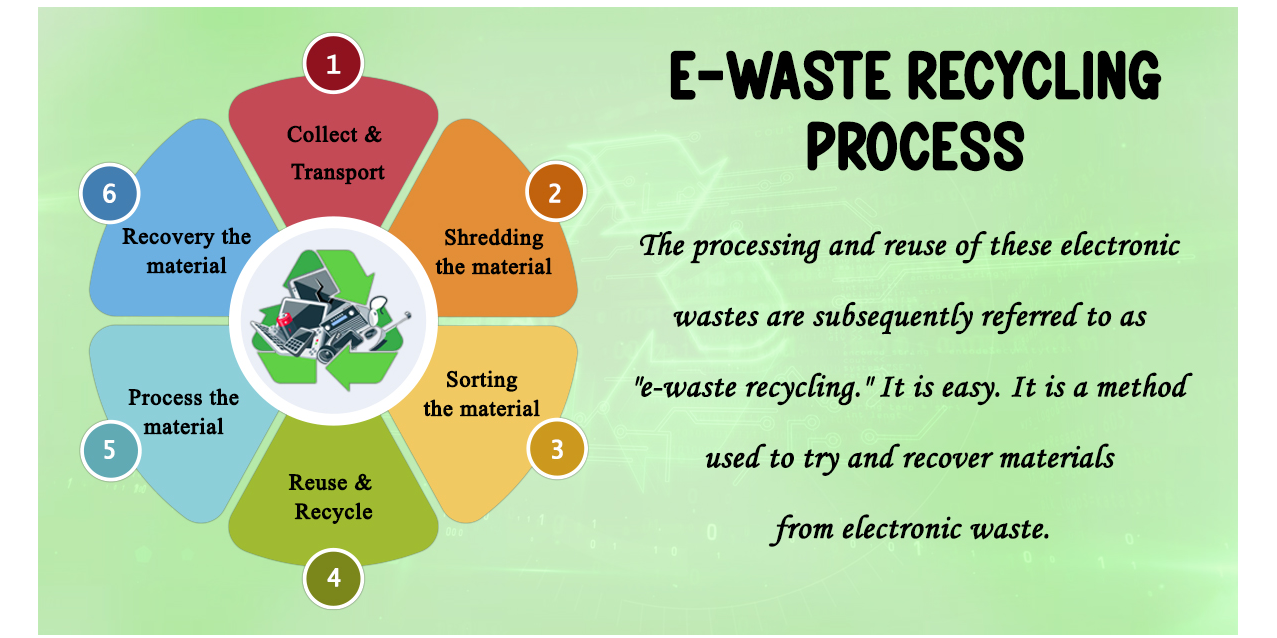 E-WASTE RECYCLING
PROCESS
The processing and reuse of these electronic
wastes are subsequently referred to as
"e-waste recycling." It is easy. It is a method
used to try and recover materials
from electronic waste.
1
Collect &
Transport
2
Shredding
the material
3
Sorting
the material
4
Reuse &
Recycle
5
Process the
material
6
Recovery the
material